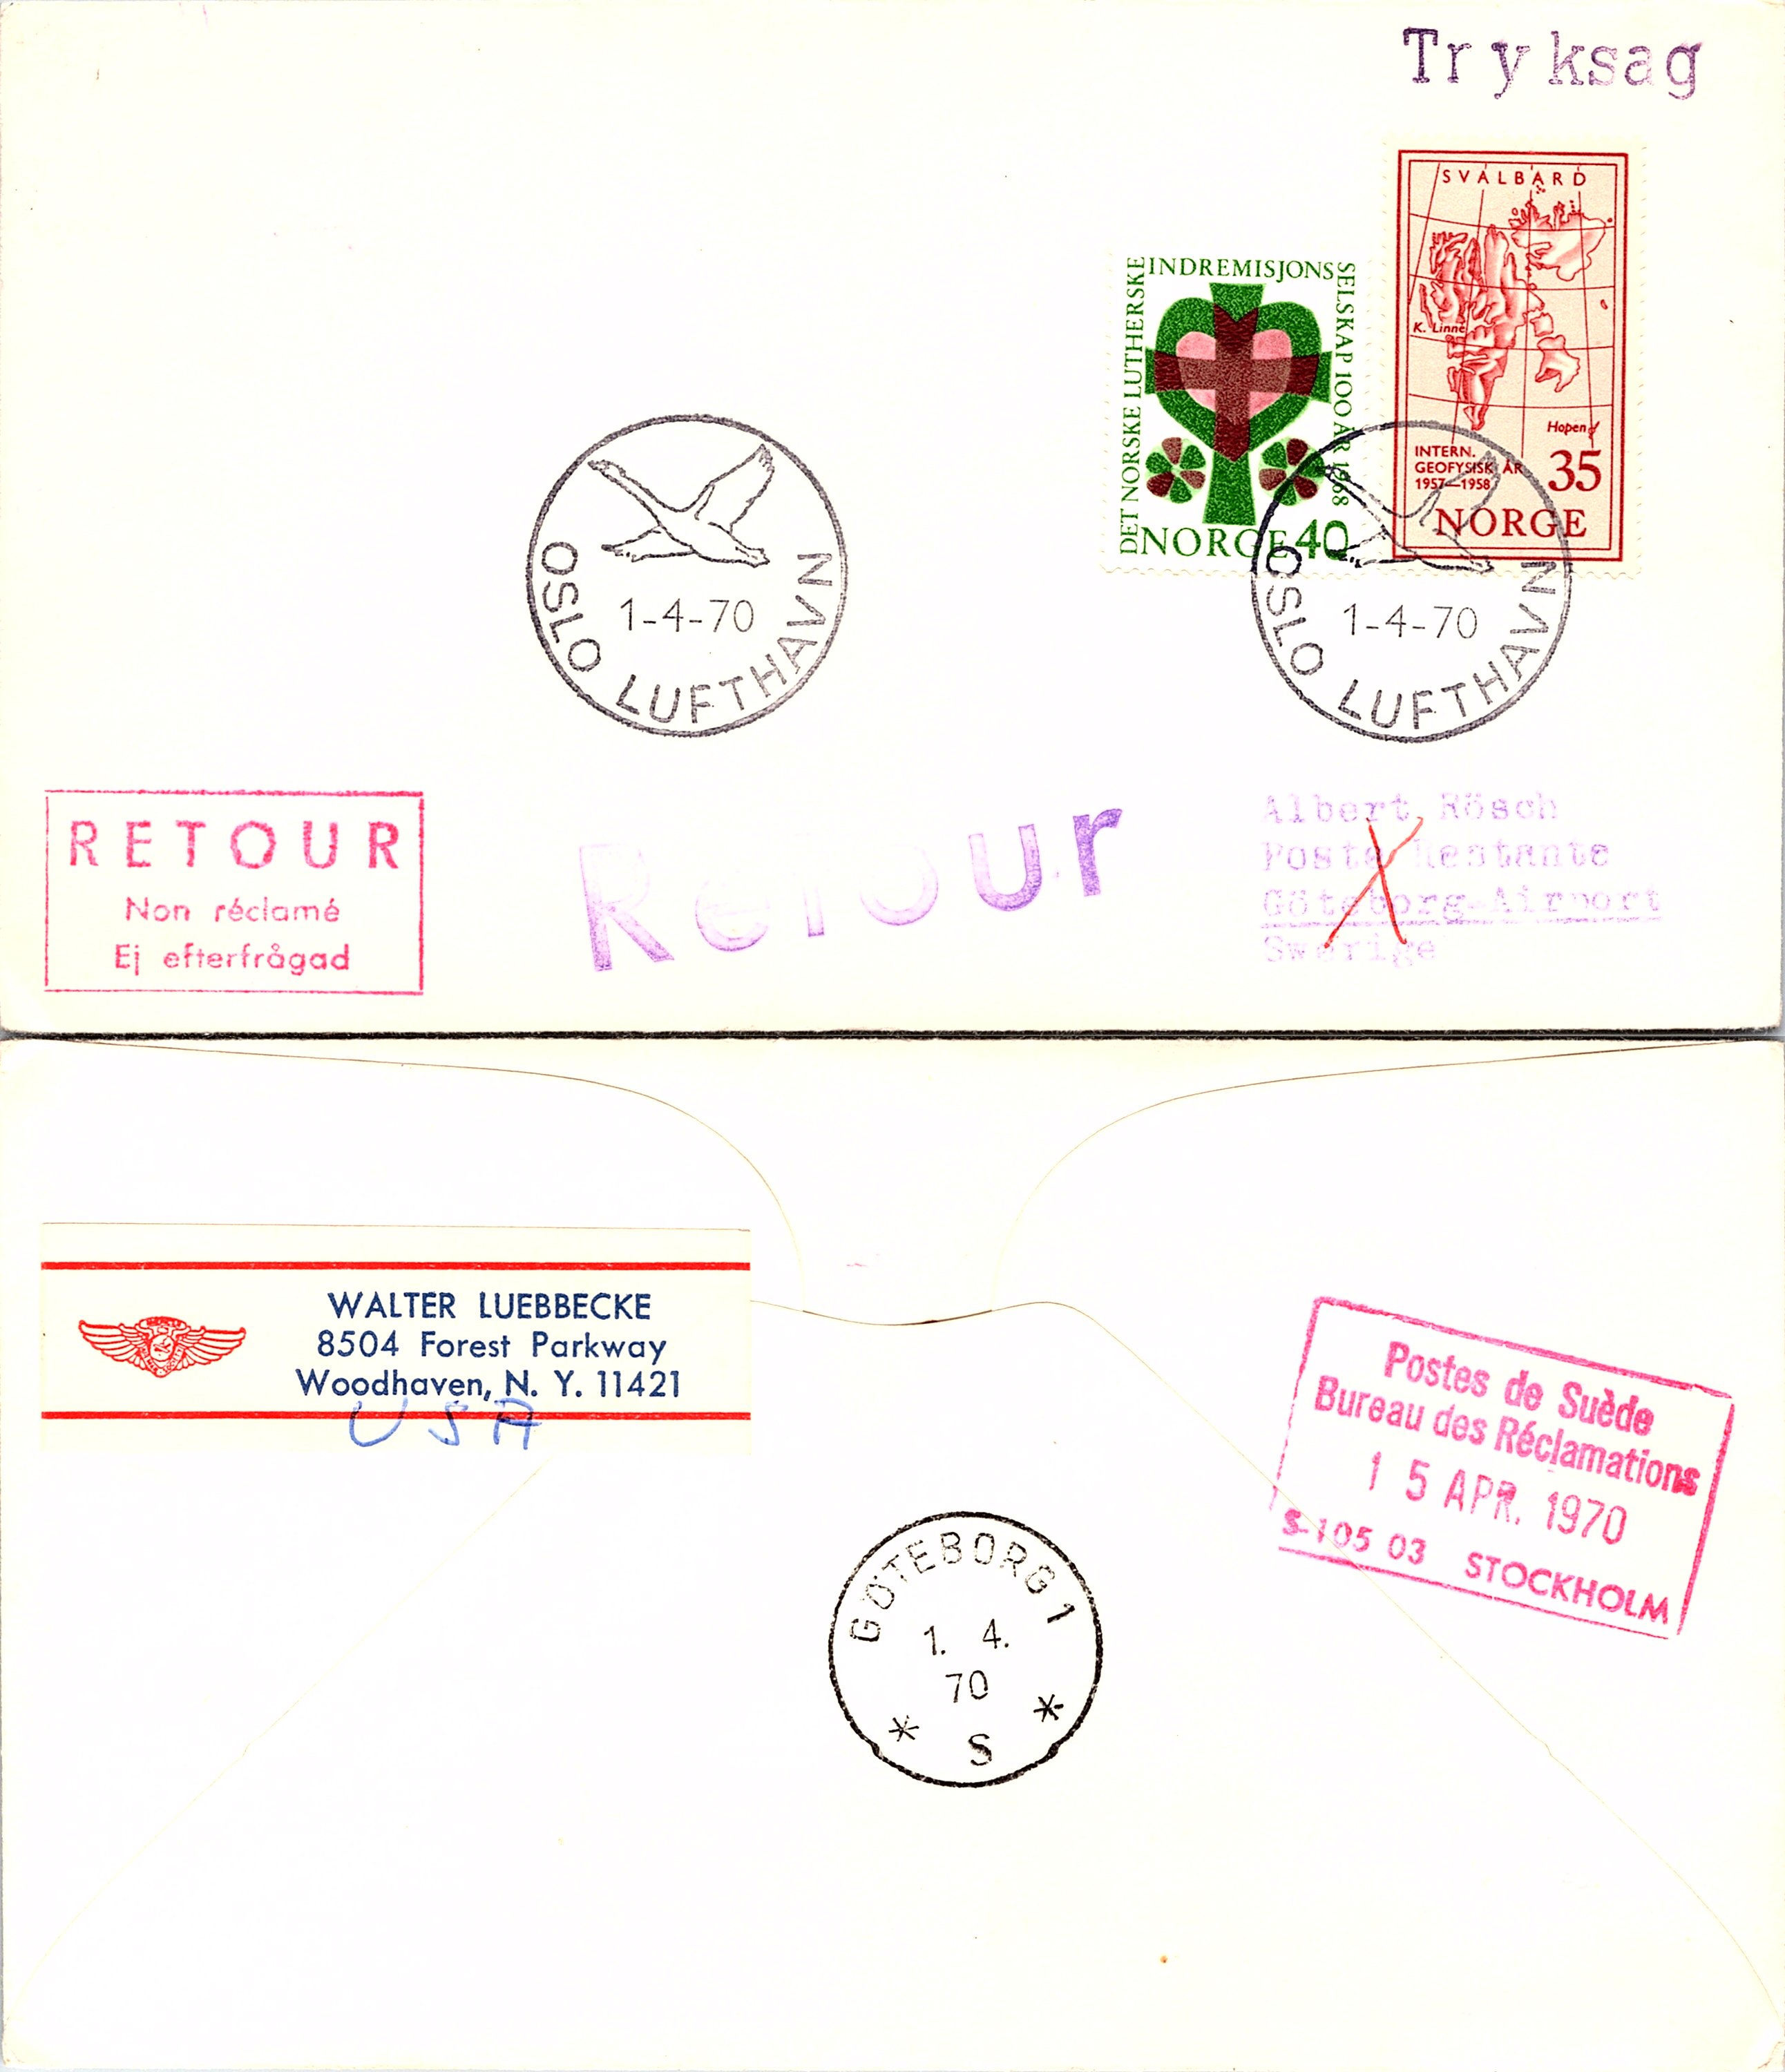 Tryksag
SVALBARD
K. Linné
Hopen
INTERN.
GEOFYSISK ÅR
1957—1958
35
NORGE
DET NORSKE LUTHERSKE
INDREMISJONS
SELSKAP 100 ÅR 1968
NORGE 40
1-4-70
OSLO LUFTHAVN
1-4-70
OSLO LUFTHAVN
RETOUR
Non réclamé
Ej efterfrågad
Retour
Albert Rösch
Poste Restante
Göteborg-Airport
Swerige
WALTER LUEBBECKE
8504 Forest Parkway
Woodhaven, N. Y. 11421
USA
Postes de Suède
Bureau des Réclamations
15 APR. 1970
S-105 03 STOCKHOLM
GÖTEBORG 1
1. 4.
70
* S *